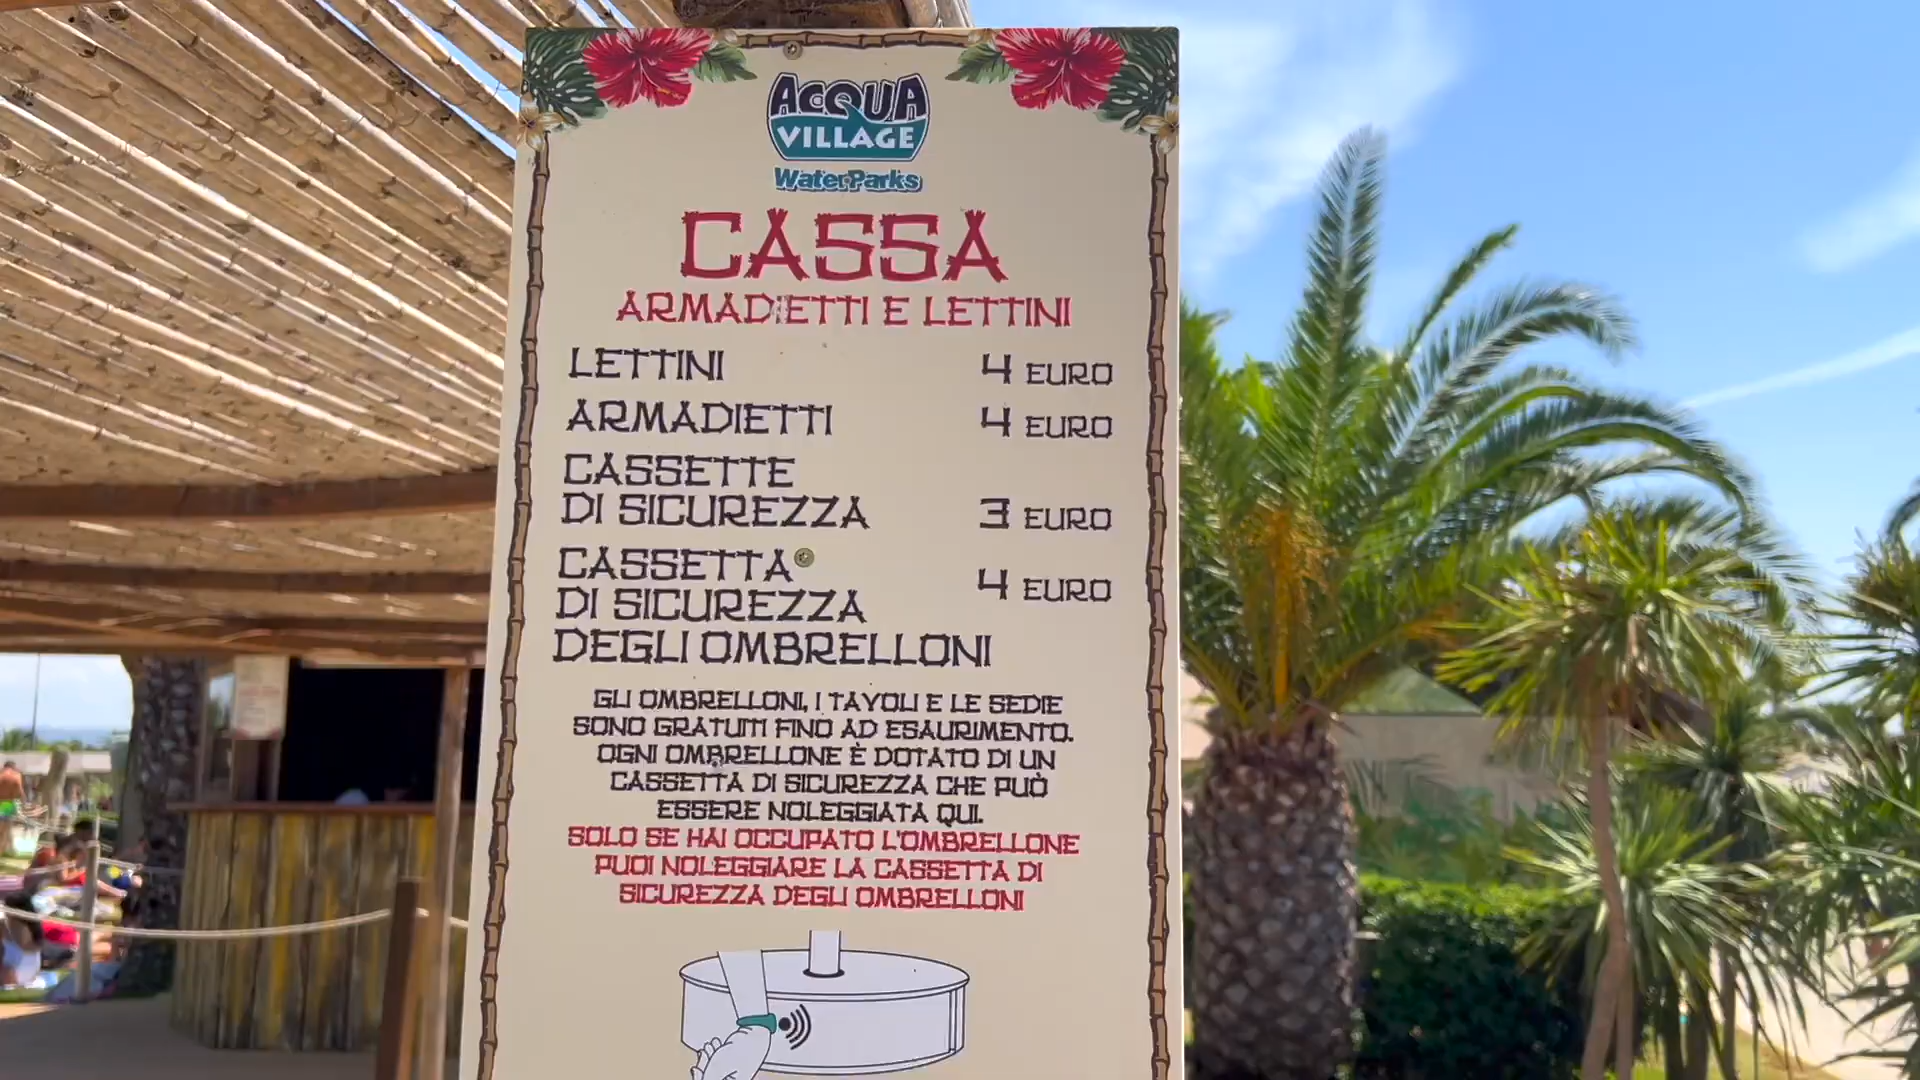 ACQUA
VILLAGE
WaterParks
CASSA
ARMADIETTI E LETTINI
LETTINI 4 EURO
ARMADIETTI 4 EURO
CASSETTE
DI SICUREZZA 3 EURO
CASSETTA
DI SICUREZZA 4 EURO
DEGLI OMBRELLONI
GLI OMBRELLONI, I TAVOLI E LE SEDIE
SONO GRATUITI FINO AD ESAURIMENTO.
OGNI OMBRELLONE È DOTATO DI UN
CASSETTA DI SICUREZZA CHE PUÒ
ESSERE NOLEGGIATA QUI.
SOLO SE HAI OCCUPATO L'OMBRELLONE
PUOI NOLEGGIARE LA CASSETTA DI
SICUREZZA DEGLI OMBRELLONI